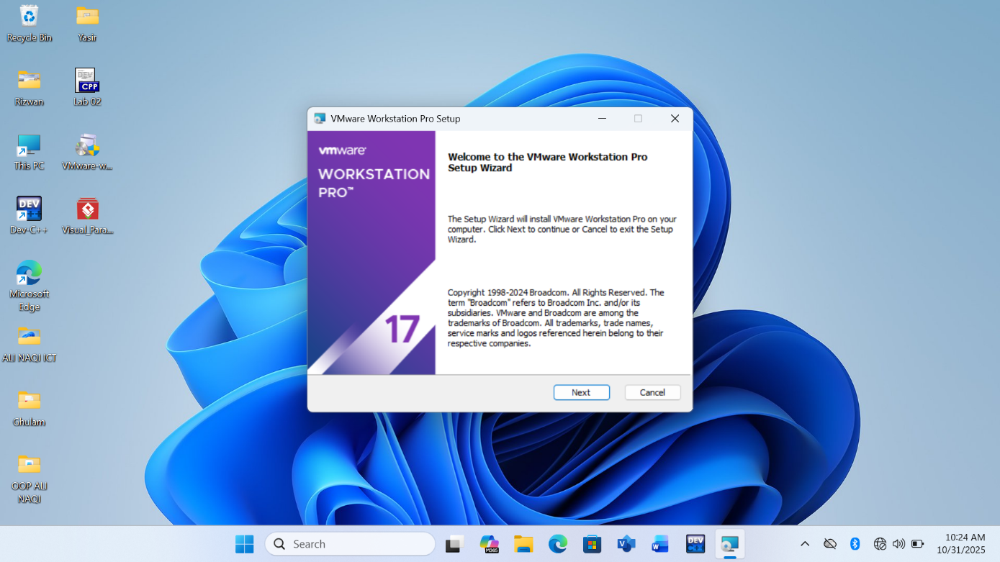 Recycle Bin
Yasir
Rizwan
DEV
CPP
Lab 02
This PC
VMware-w...
DEV
C++
Dev-C++
Visual_Para...
Microsoft
Edge
ALI NAQI ICT
Ghulam
OOP ALI
NAQI
VMware Workstation Pro Setup
vmware®
WORKSTATION
PRO™
17
Welcome to the VMware Workstation Pro
Setup Wizard
The Setup Wizard will install VMware Workstation Pro on your
computer. Click Next to continue or Cancel to exit the Setup
Wizard.
Copyright 1998-2024 Broadcom. All Rights Reserved. The
term "Broadcom" refers to Broadcom Inc. and/or its
subsidiaries. VMware and Broadcom are among the
trademarks of Broadcom. All trademarks, trade names,
service marks and logos referenced herein belong to their
respective companies.
Next
Cancel
Search
M365
V
W
DEV
C++
10:24 AM
10/31/2025